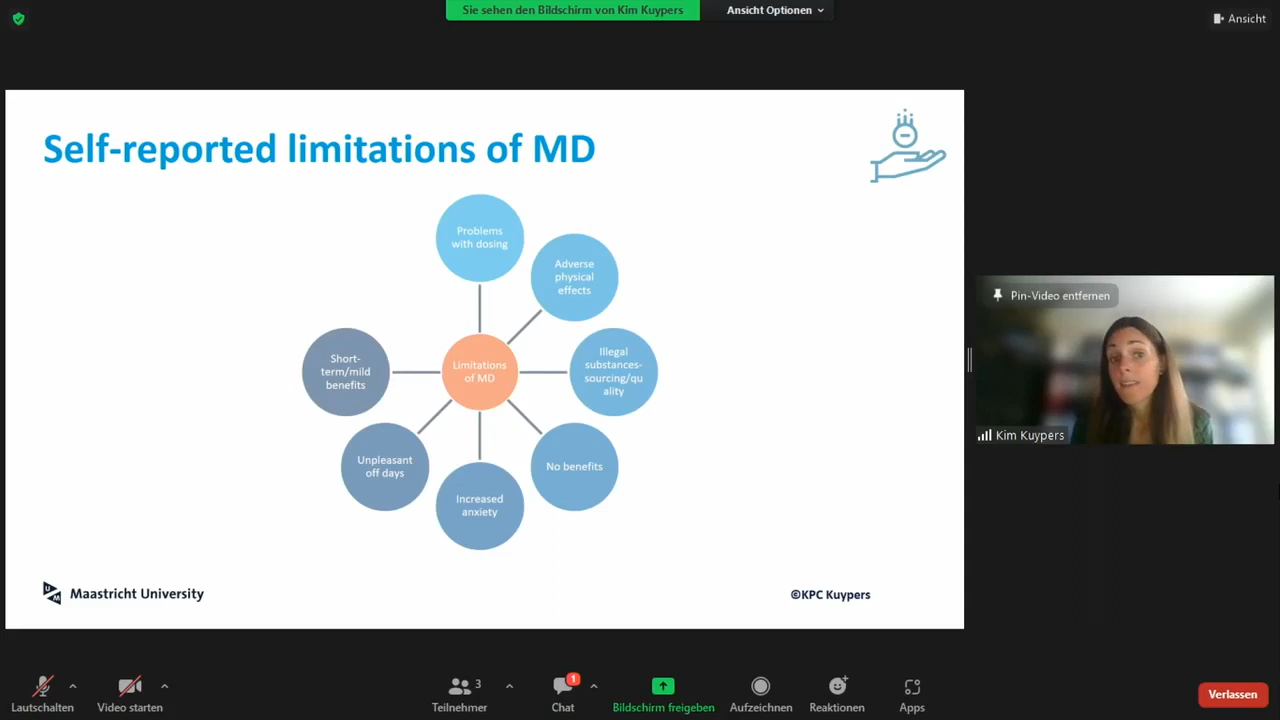 Sie sehen den Bildschirm von Kim Kuypers
Ansicht Optionen
Ansicht
Self-reported limitations of MD
Problems
with dosing
Adverse
physical
effects
Illegal
substances-
sourcing/qu
ality
No benefits
Increased
anxiety
Unpleasant
off days
Short-
term/mild
benefits
Limitations
of MD
Maastricht University
©KPC Kuypers
Pin-Video entfernen
Kim Kuypers
Lautschalten
Video starten
3
Teilnehmer
1
Chat
Bildschirm freigeben
Aufzeichnen
Reaktionen
Apps
Verlassen